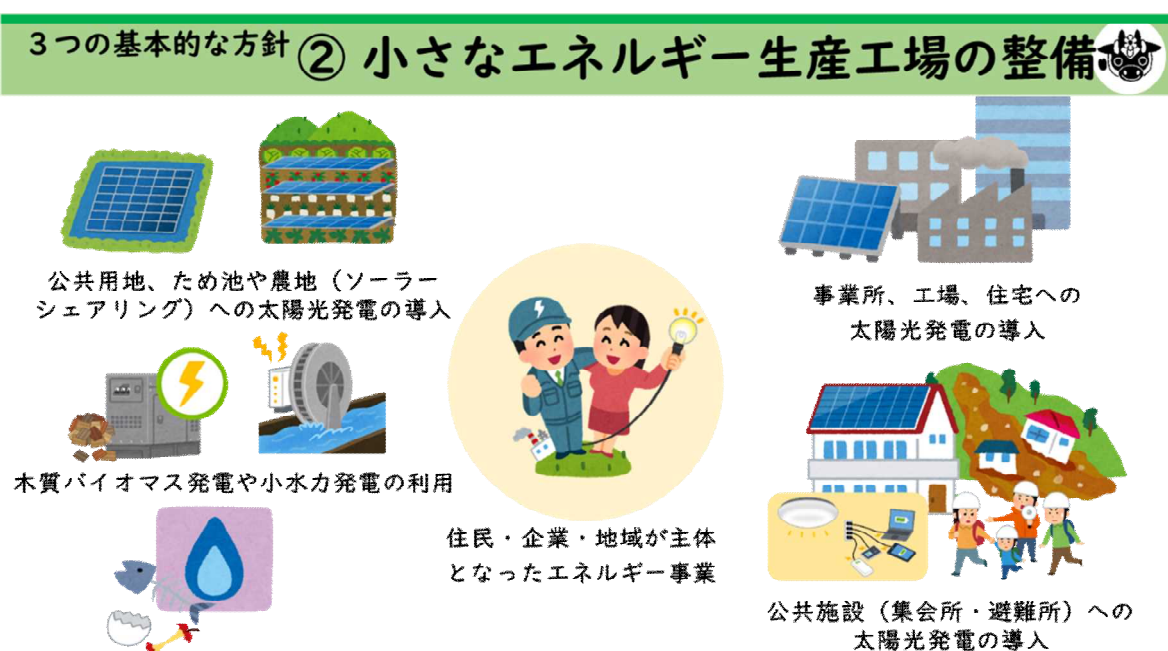 3つの基本的な方針② 小さなエネルギー生産工場の整備
公共用地、ため池や農地（ソーラー
シェアリング）への太陽光発電の導入
木質バイオマス発電や小水力発電の利用
住民・企業・地域が主体
となったエネルギー事業
事業所、工場、住宅への
太陽光発電の導入
公共施設（集会所・避難所）への
太陽光発電の導入